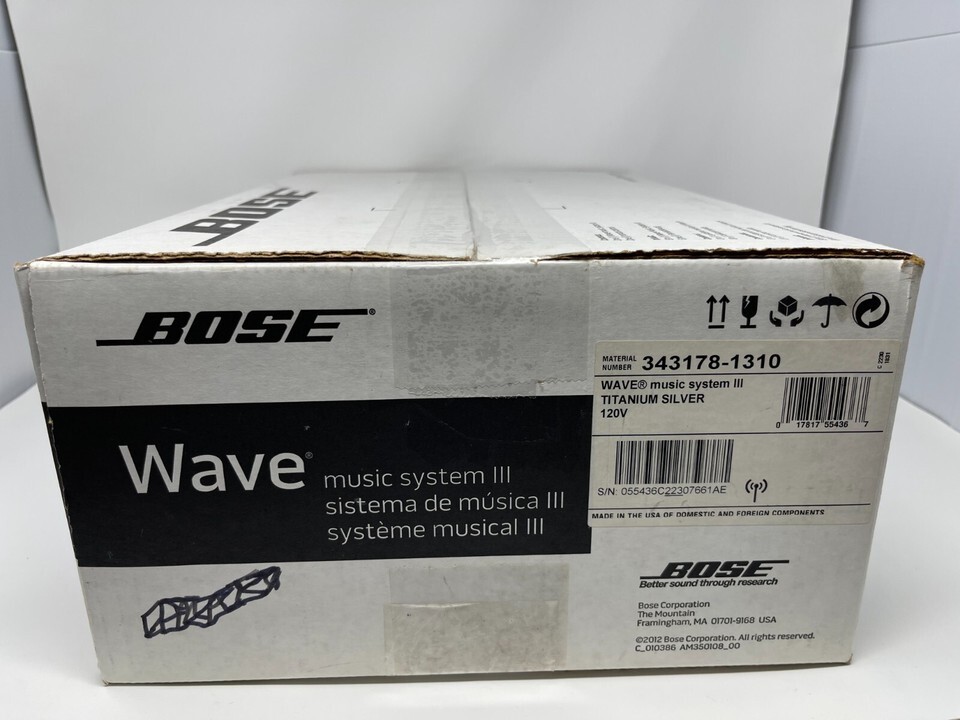 BOSE
BOSE®
MATERIAL NUMBER 343178-1310
WAVE® music system III
TITANIUM SILVER
120V
0 17817 55436 7
S/N: 055436C22307661AE
MADE IN THE USA OF DOMESTIC AND FOREIGN COMPONENTS
Wave®
music system III
sistema de música III
système musical III
BOSE
Better sound through research
Bose Corporation
The Mountain
Framingham, MA 01701-9168 USA
©2012 Bose Corporation. All rights reserved.
C_010386 AM350108_00